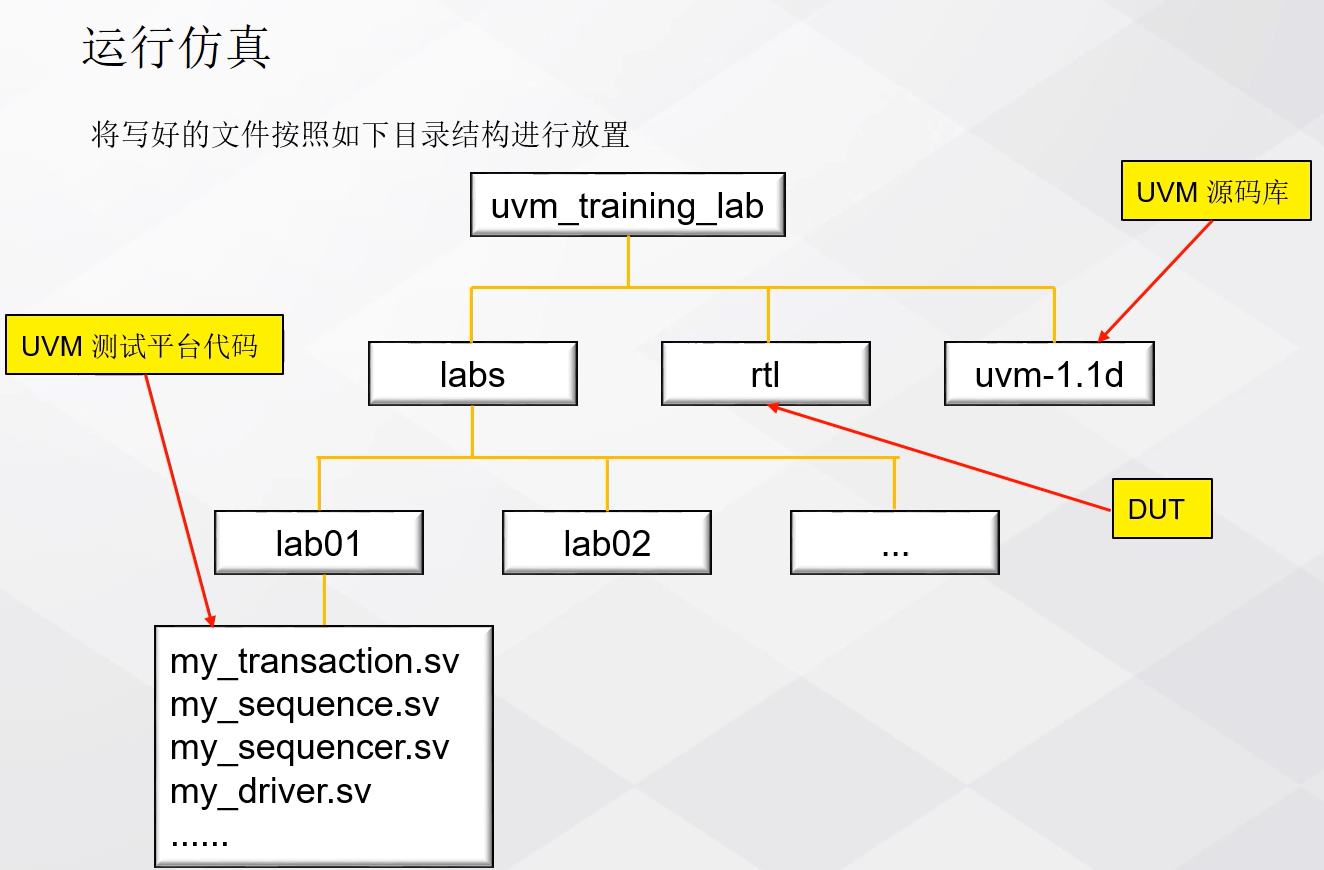 运行仿真
将写好的文件按照如下目录结构进行放置
uvm_training_lab
UVM 源码库
UVM 测试平台代码
labs
rtl
uvm-1.1d
DUT
lab01
lab02
...
my_transaction.sv
my_sequence.sv
my_sequencer.sv
my_driver.sv
......